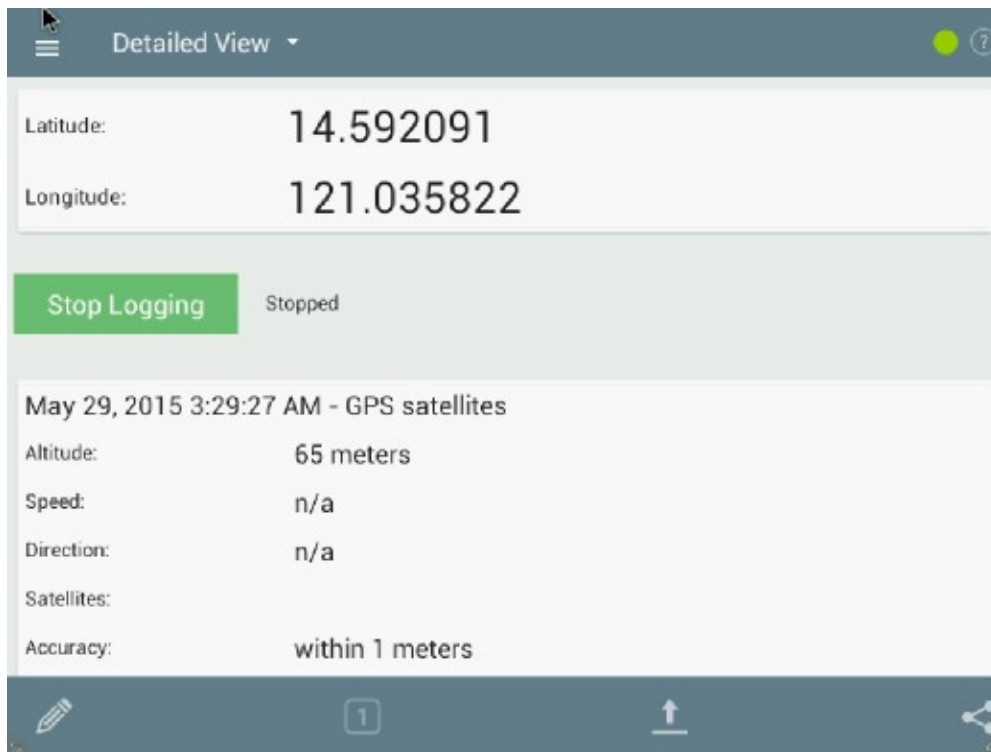 Detailed View
?
Latitude: 14.592091
Longitude: 121.035822
Stop Logging Stopped
May 29, 2015 3:29:27 AM - GPS satellites
Altitude: 65 meters
Speed: n/a
Direction: n/a
Satellites:
Accuracy: within 1 meters
1